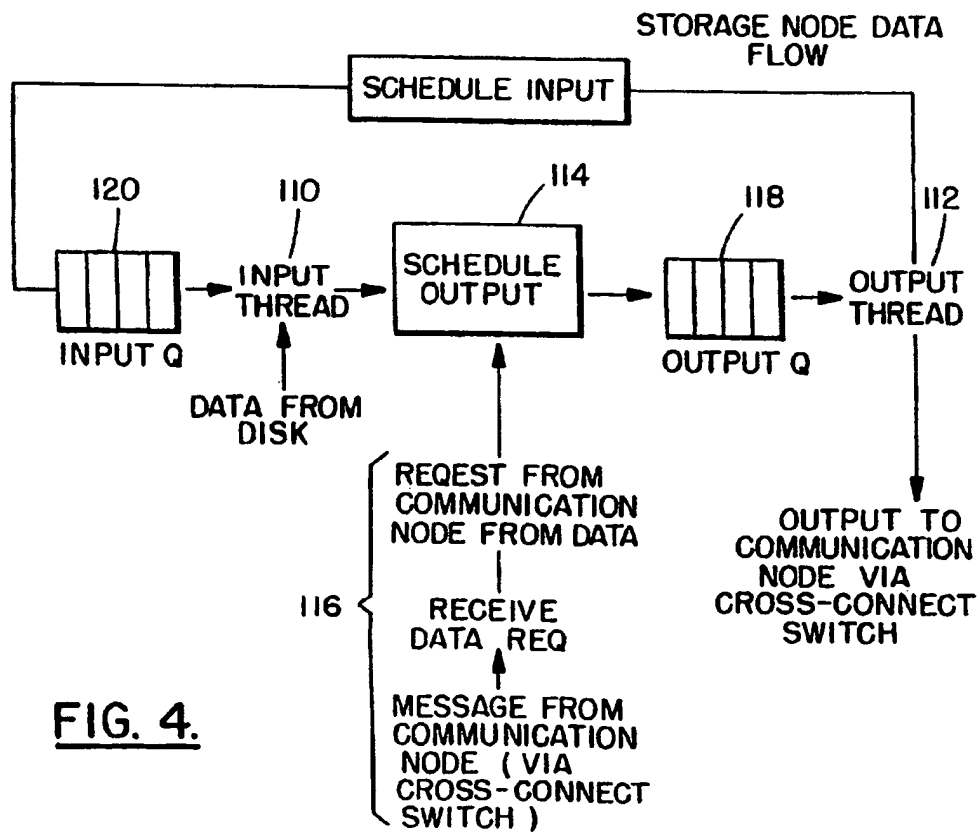 STORAGE NODE DATA
FLOW
SCHEDULE INPUT
120
110
114
118
112
INPUT
THREAD
SCHEDULE
OUTPUT
OUTPUT
THREAD
INPUT Q
OUTPUT Q
DATA FROM
DISK
REQEST FROM
COMMUNICATION
NODE FROM DATA
116
RECEIVE
DATA REQ
MESSAGE FROM
COMMUNICATION
NODE ( VIA
CROSS-CONNECT
SWITCH )
OUTPUT TO
COMMUNICATION
NODE VIA
CROSS-CONNECT
SWITCH
FIG. 4.